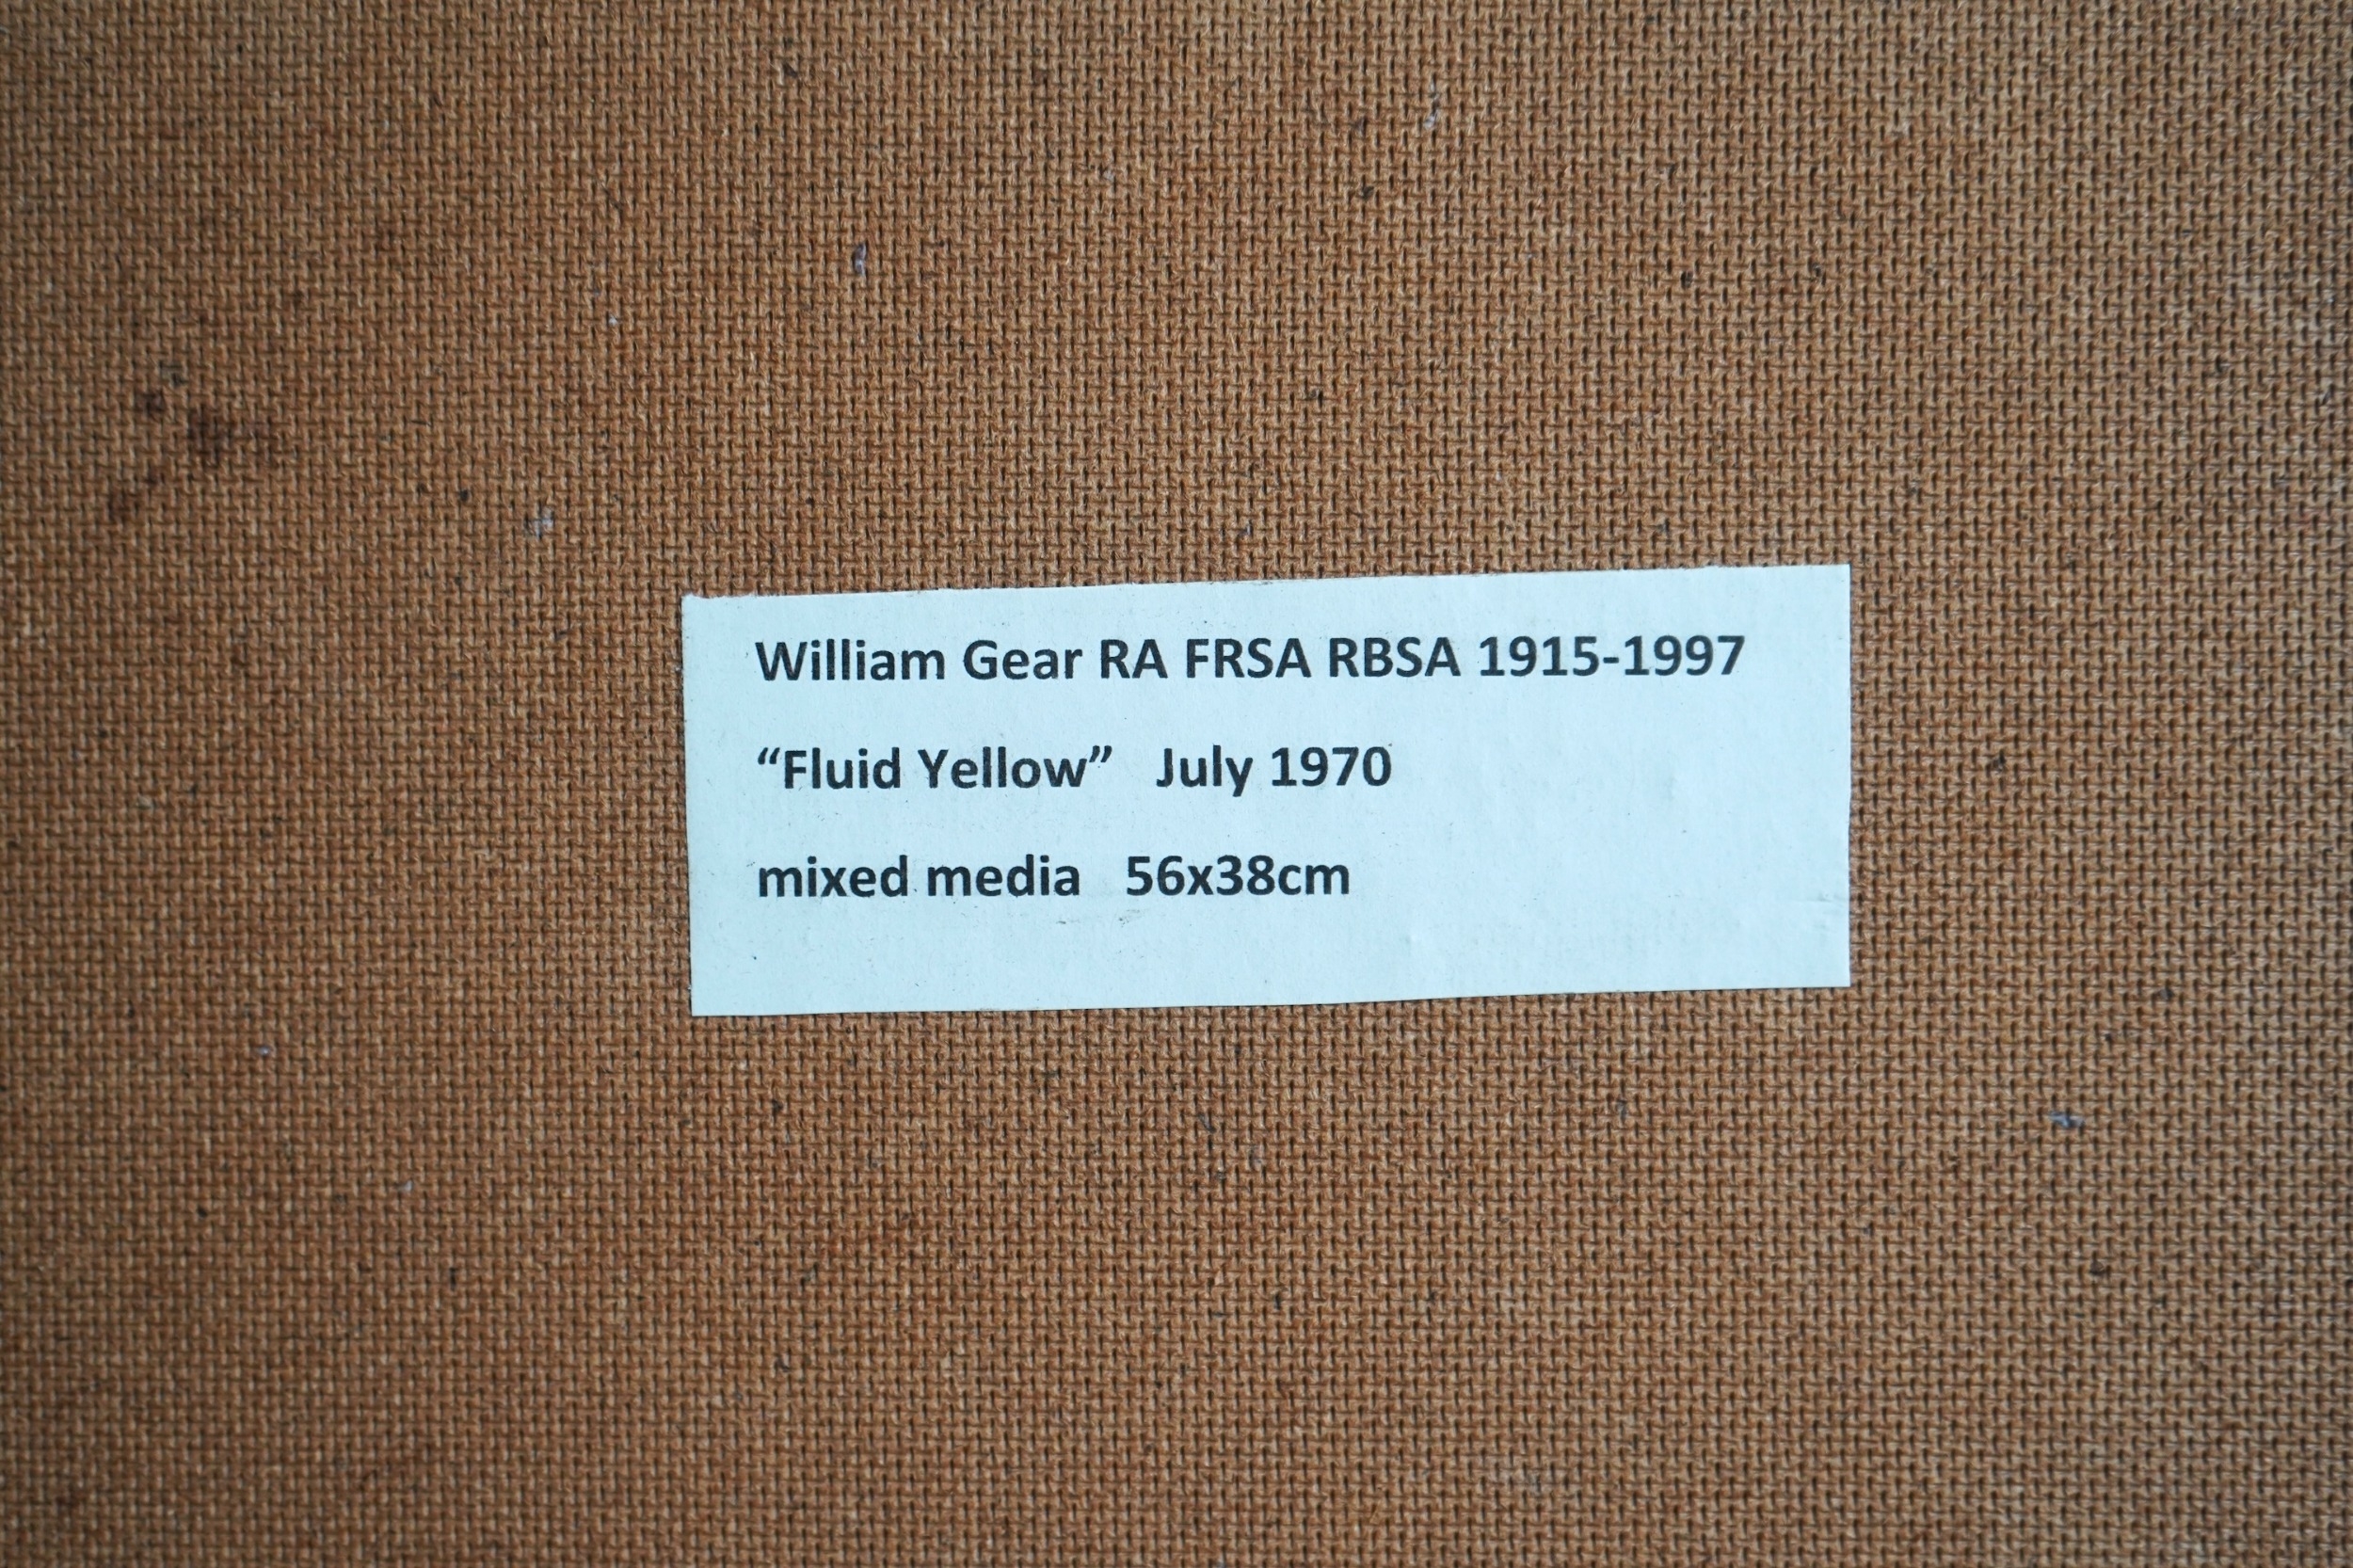 William Gear RA FRSA RBSA 1915-1997
“Fluid Yellow” July 1970
mixed media 56x38cm